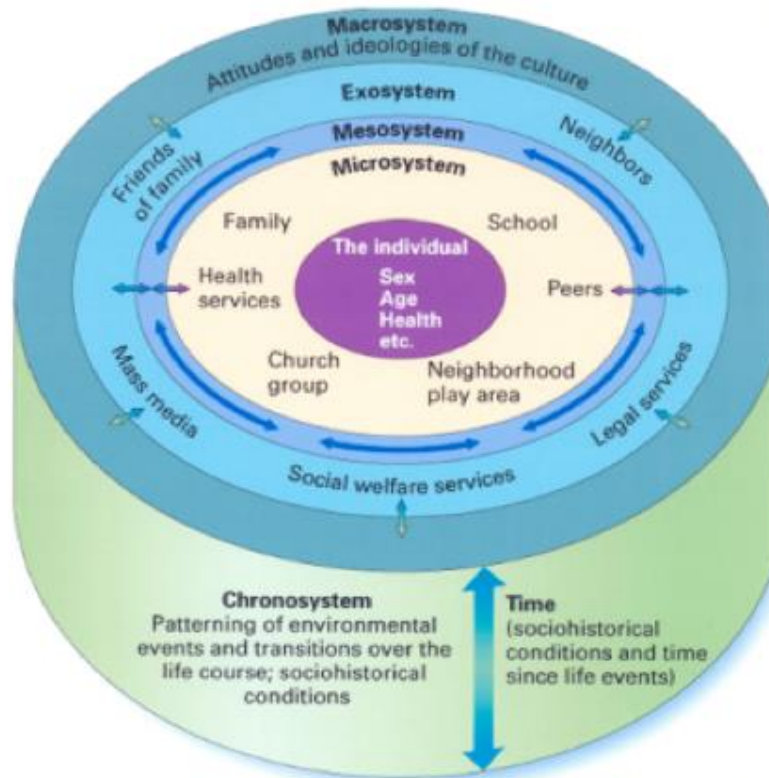 Macrosystem
Attitudes and ideologies of the culture
Exosystem
Mesosystem
Microsystem
Friends
of family
Neighbors
Family
School
The individual
Sex
Age
Health
etc.
Health
services
Peers
Church
group
Neighborhood
play area
Mass media
Legal services
Social welfare services
Chronosystem
Patterning of environmental
events and transitions over the
life course; sociohistorical
conditions
Time
(sociohistorical
conditions and time
since life events)